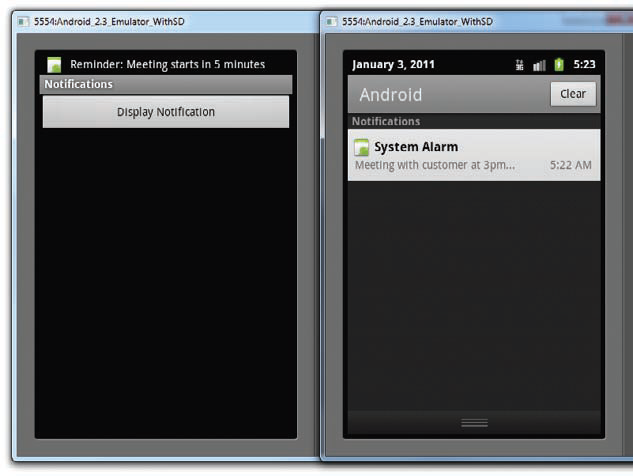 5554:Android_2.3_Emulator_WithSD
Reminder: Meeting starts in 5 minutes
Notifications
Display Notification
5554:Android_2.3_Emulator_WithSD
January 3, 2011 5:23
Android Clear
Notifications
System Alarm
Meeting with customer at 3pm... 5:22 AM